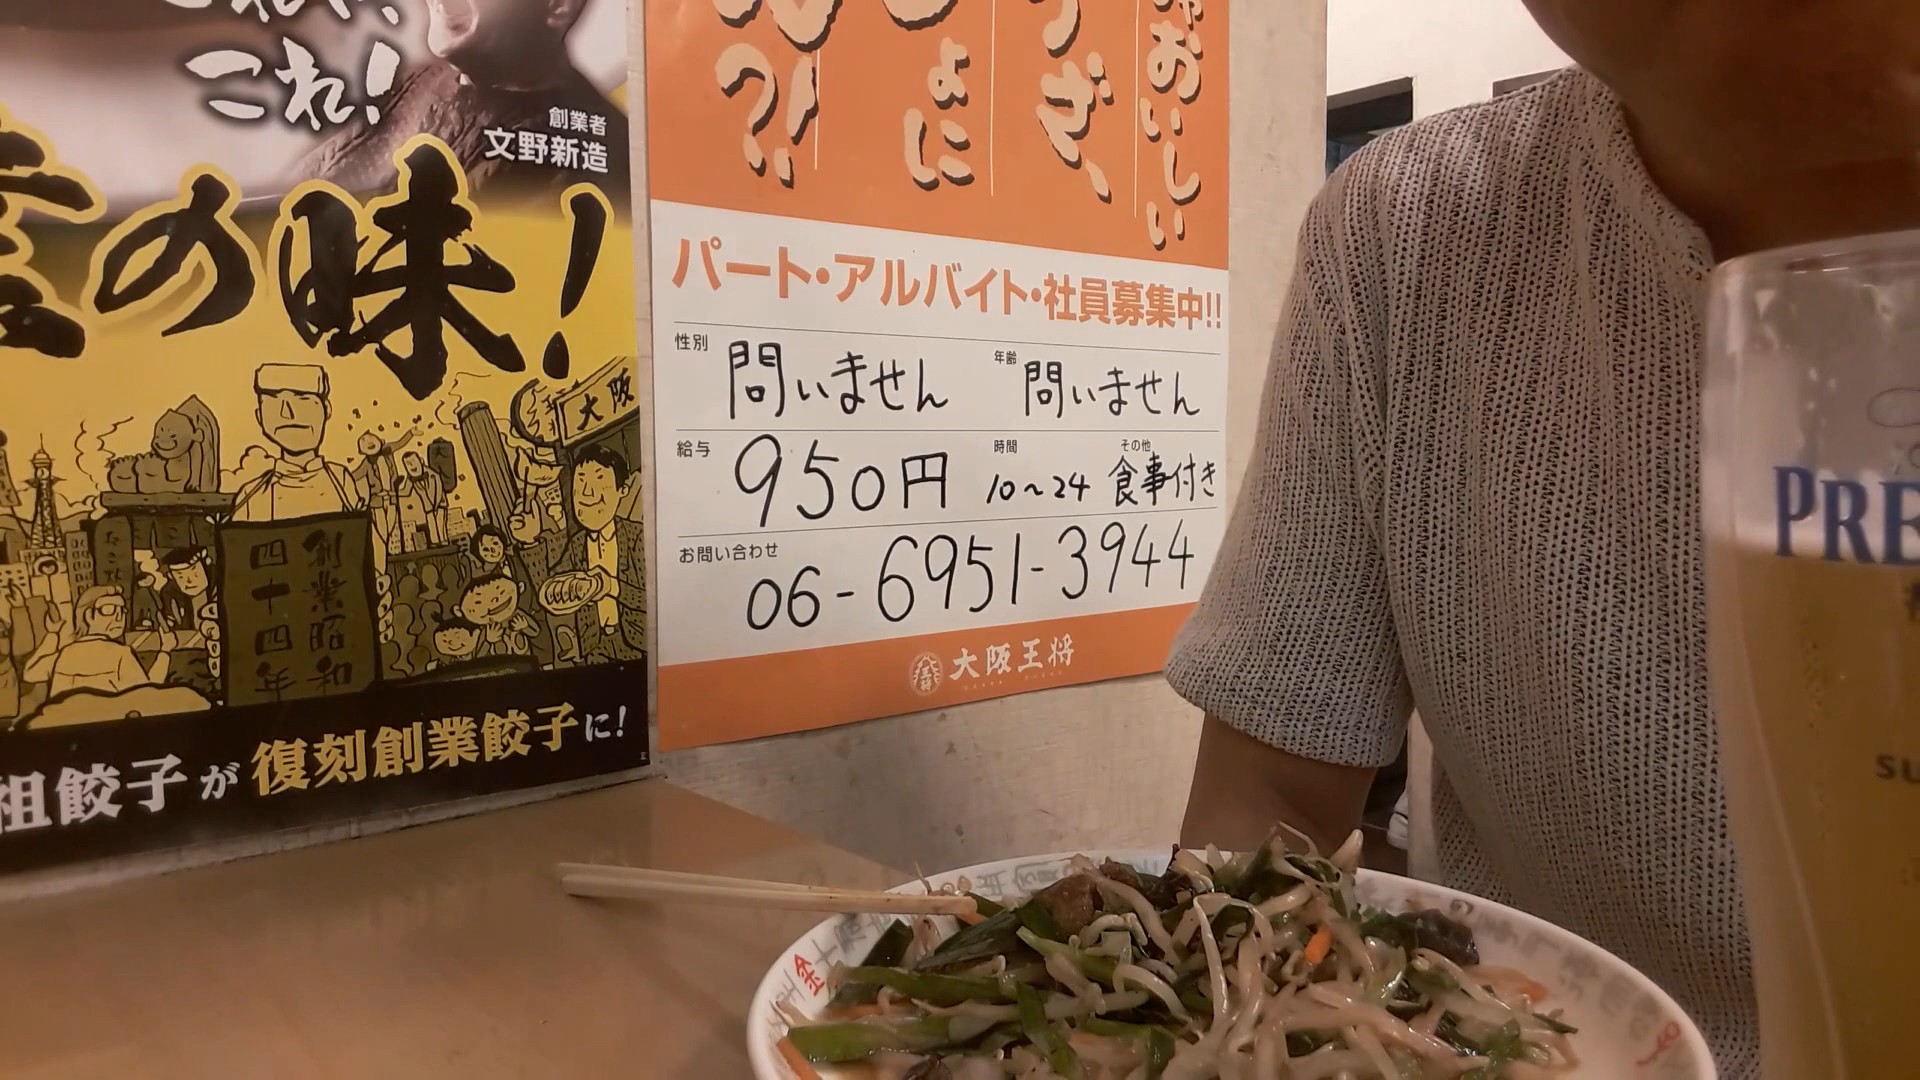 これ!
創業者
文野新造
の味!
大阪
創業昭和
四十四年
祖餃子が復刻創業餃子に!
おいしい
ょに
?!
パート・アルバイト・社員募集中!!
性別 問いません 年齢 問いません
給与 950円 時間 10~24 その他 食事付き
お問い合わせ
06-6951-3944
大阪王将
金
PRE
SU